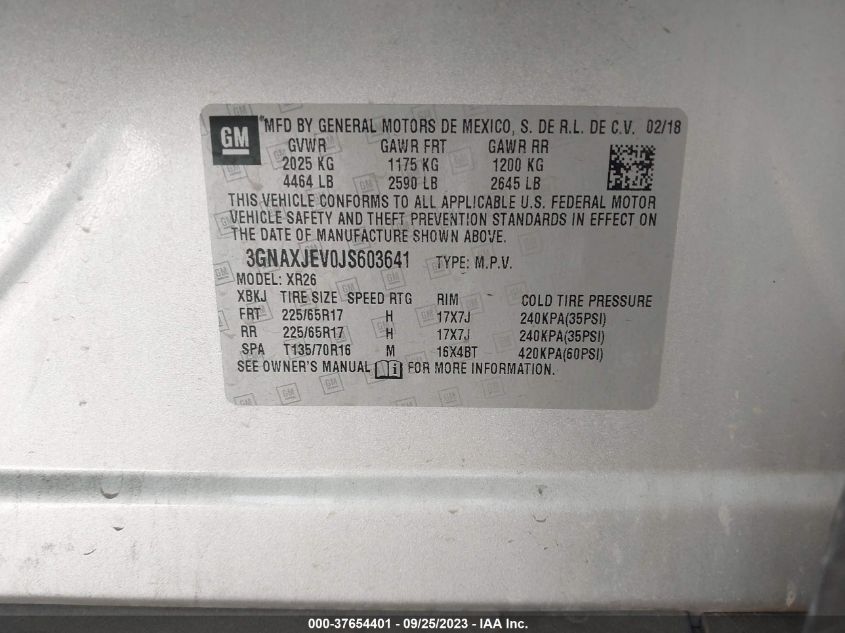 GM
MFD BY GENERAL MOTORS DE MEXICO, S. DE R.L. DE C.V. 02/18
GVWR GAWR FRT GAWR RR
2025 KG 1175 KG 1200 KG
4464 LB 2590 LB 2645 LB
THIS VEHICLE CONFORMS TO ALL APPLICABLE U.S. FEDERAL MOTOR
VEHICLE SAFETY AND THEFT PREVENTION STANDARDS IN EFFECT ON
THE DATE OF MANUFACTURE SHOWN ABOVE.
3GNAXJEV0JS603641 TYPE: M.P.V.
MODEL: XR26
XBKJ TIRE SIZE SPEED RTG RIM COLD TIRE PRESSURE
FRT 225/65R17 H 17X7J 240KPA(35PSI)
RR 225/65R17 H 17X7J 240KPA(35PSI)
SPA T135/70R16 M 16X4BT 420KPA(60PSI)
SEE OWNER'S MANUAL i FOR MORE INFORMATION.
000-37654401 - 09/25/2023 - IAAI Inc.